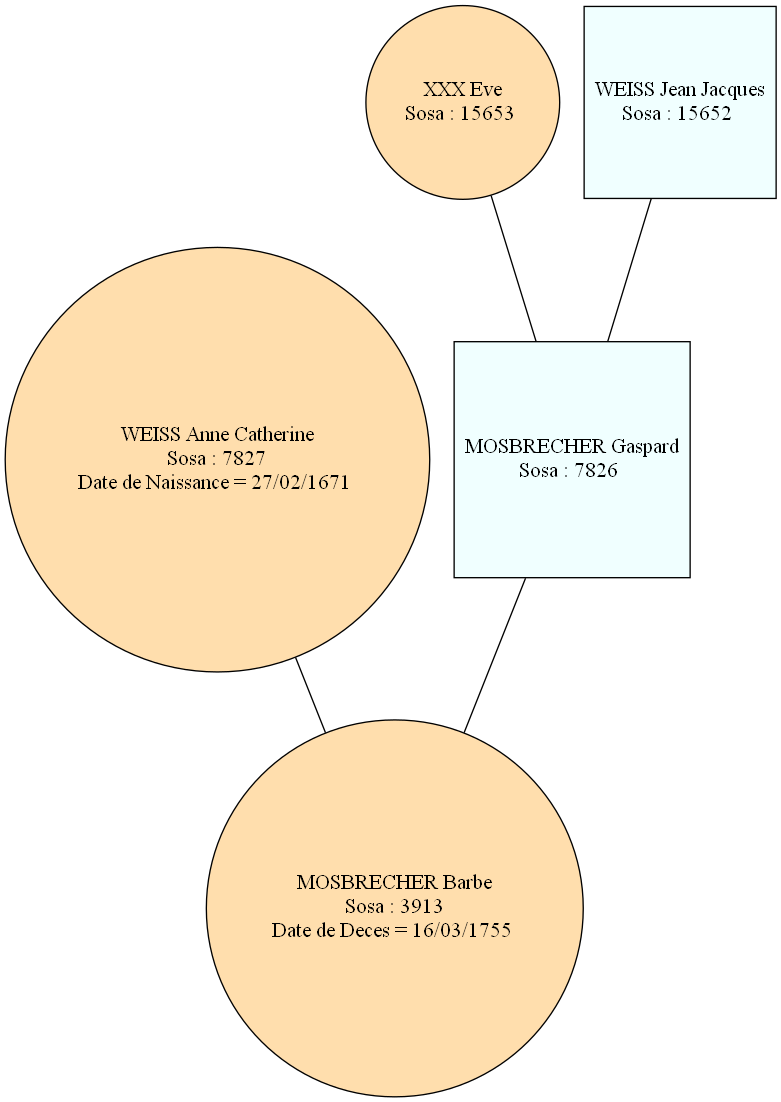 XXX Eve
Sosa : 15653
WEISS Jean Jacques
Sosa : 15652
WEISS Anne Catherine
Sosa : 7827
Date de Naissance = 27/02/1671
MOSBRECHER Gaspard
Sosa : 7826
MOSBRECHER Barbe
Sosa : 3913
Date de Deces = 16/03/1755